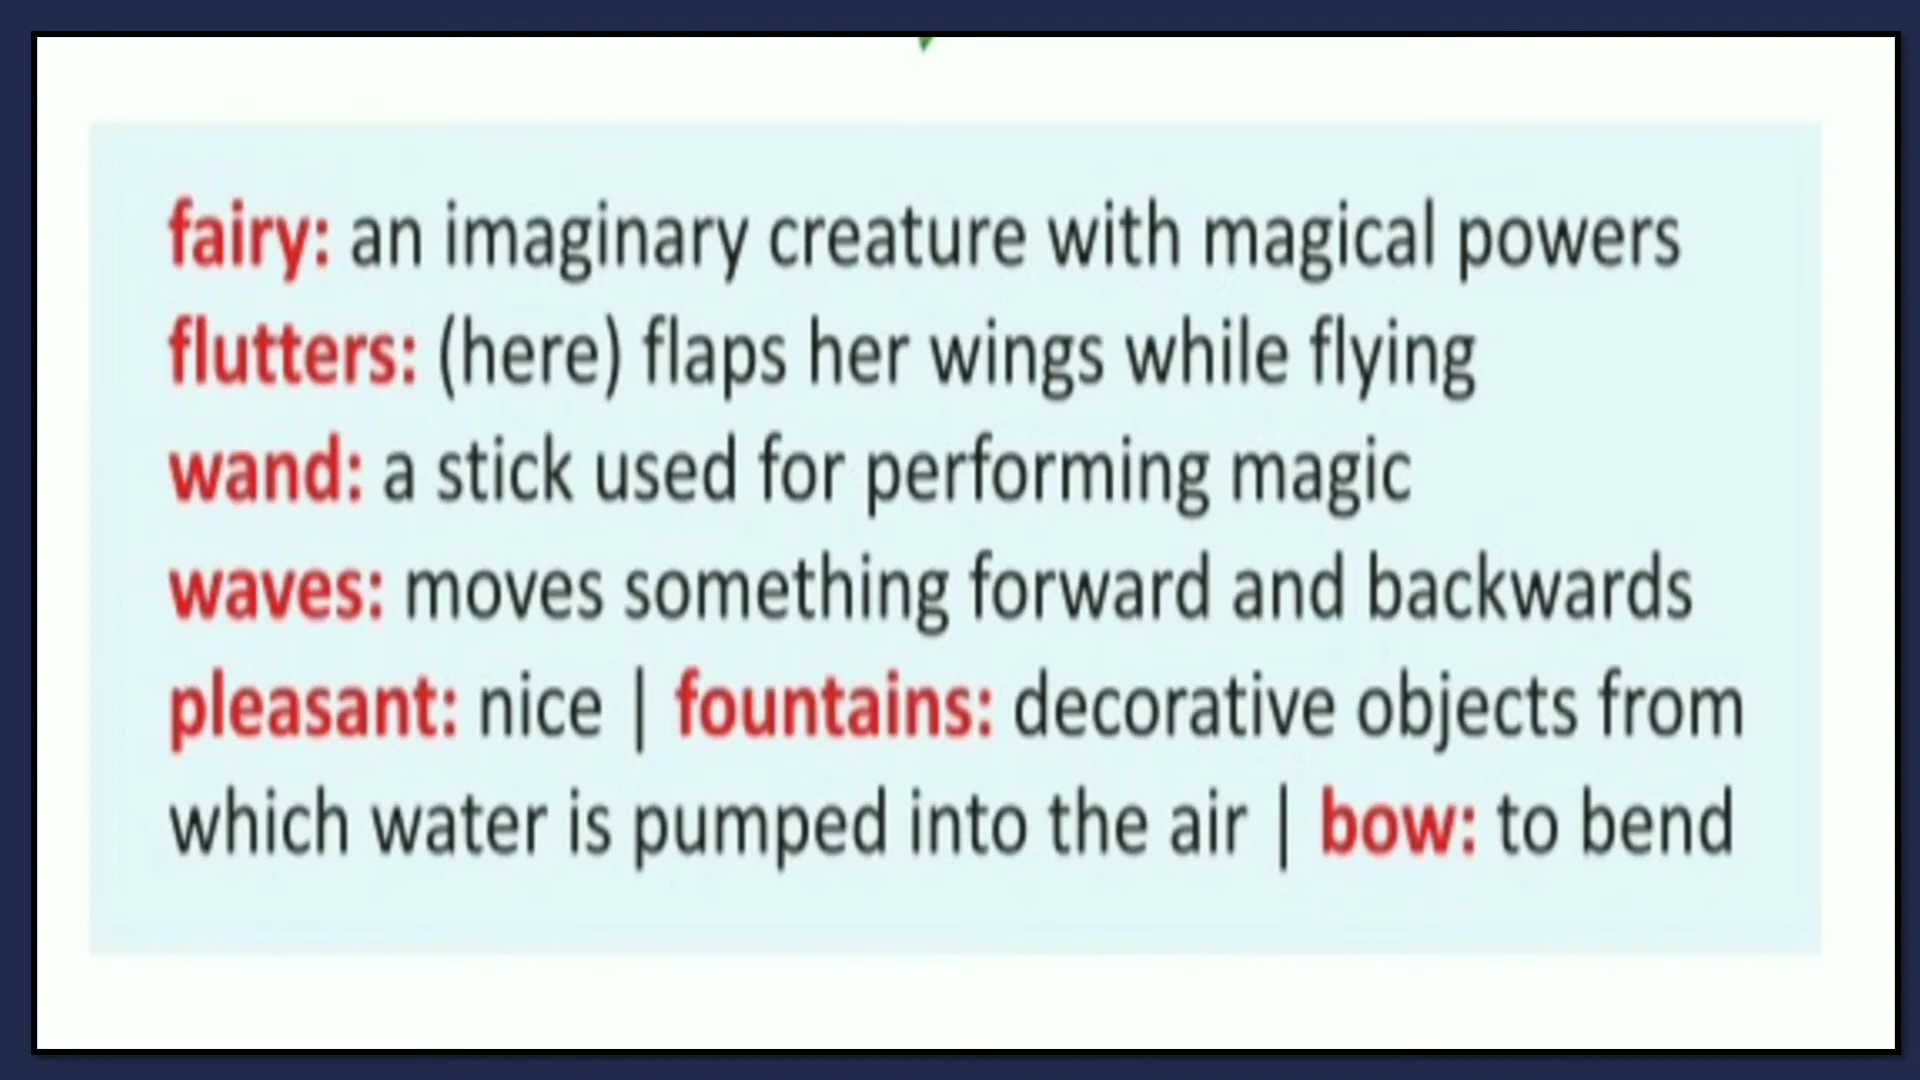 fairy: an imaginary creature with magical powers
flutters: (here) flaps her wings while flying
wand: a stick used for performing magic
waves: moves something forward and backwards
pleasant: nice | fountains: decorative objects from
which water is pumped into the air | bow: to bend